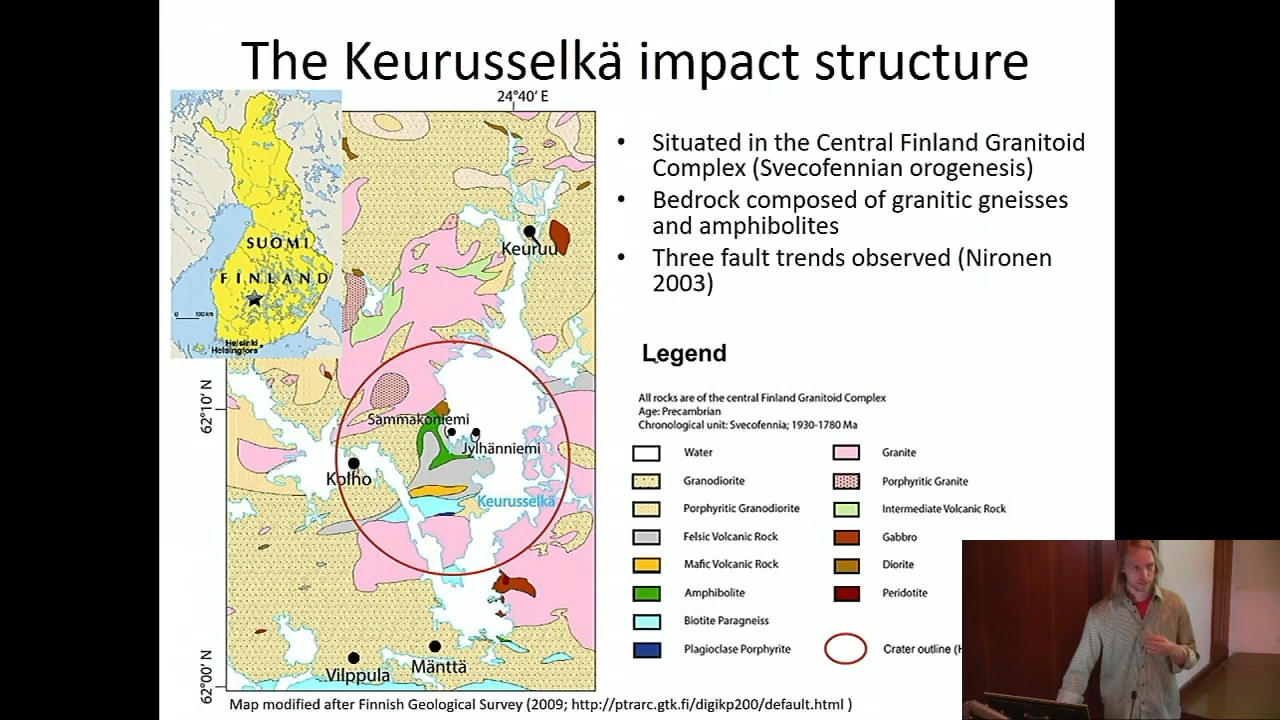 The Keurusselkä impact structure
24°40′ E
SUOMI
FINLAND
0 100 km
Helsinki
Helsingfors
62°10′ N
62°00′ N
Keuruu
Sammakoniemi
Jylhänniemi
Kolho
Keurusselkä
Vilppula
Mänttä
• Situated in the Central Finland Granitoid
Complex (Svecofennian orogenesis)
• Bedrock composed of granitic gneisses
and amphibolites
• Three fault trends observed (Nironen
2003)
Legend
All rocks are of the central Finland Granitoid Complex
Age: Precambrian
Chronological unit: Svecofennia; 1930-1780 Ma
Water
Granodiorite
Porphyritic Granodiorite
Felsic Volcanic Rock
Mafic Volcanic Rock
Amphibolite
Biotite Paragneiss
Plagioclase Porphyrite
Granite
Porphyritic Granite
Intermediate Volcanic Rock
Gabbro
Diorite
Peridotite
Crater outline (H
Map modified after Finnish Geological Survey (2009; http://ptrarc.gtk.fi/digikp200/default.html )